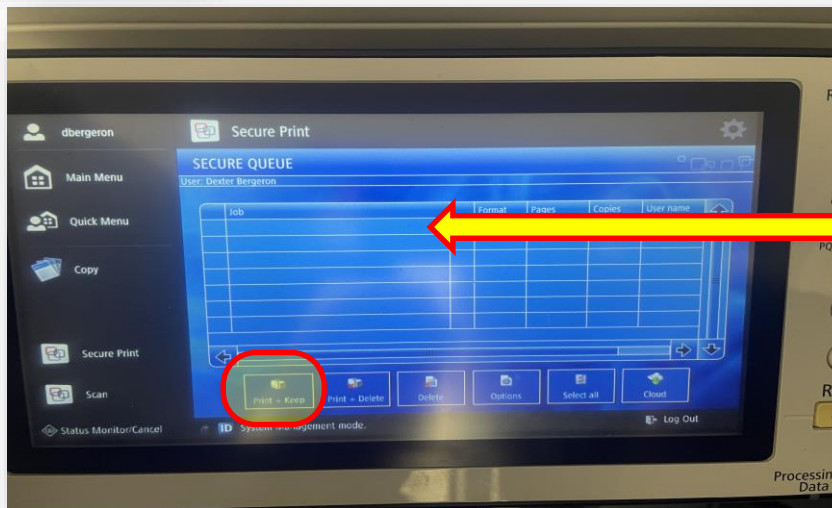 dbergeron
Main Menu
Quick Menu
Copy
Secure Print
Scan
Status Monitor/Cancel
Secure Print
SECURE QUEUE
User: Dexter Bergeron
Job Format Pages Copies User name
Print + Keep Print + Delete Delete Options Select all Cloud
ID System Management mode.
Log Out
Data